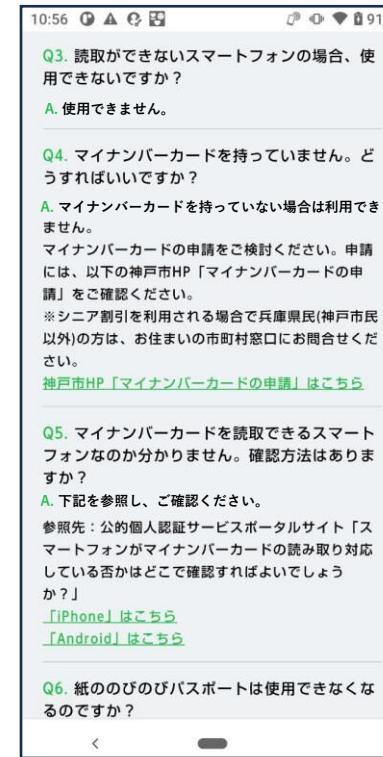 10:56
91
Q3. 読取ができないスマートフォンの場合、使
用できないですか？
A. 使用できません。
Q4. マイナンバーカードを持っていません。ど
うすればいいですか？
A. マイナンバーカードを持っていない場合は利用でき
ません。
マイナンバーカードの申請をご検討ください。申請
には、以下の神戸市HP「マイナンバーカードの申
請」をご確認ください。
※シニア割引を利用される場合で兵庫県民(神戸市民
以外)の方は、お住まいの市町村窓口にお問合せくだ
さい。
神戸市HP「マイナンバーカードの申請」はこちら
Q5. マイナンバーカードを読取できるスマート
フォンなのか分かりません。確認方法はありま
すか？
A. 下記を参照し、ご確認ください。
参照先：公的個人認証サービスポータルサイト「ス
マートフォンがマイナンバーカードの読み取り対応
している否かはどこで確認すればよいでしょう
か？」
「iPhone」はこちら
「Android」はこちら
Q6. 紙ののびのびパスポートは使用できなくな
るのですか？